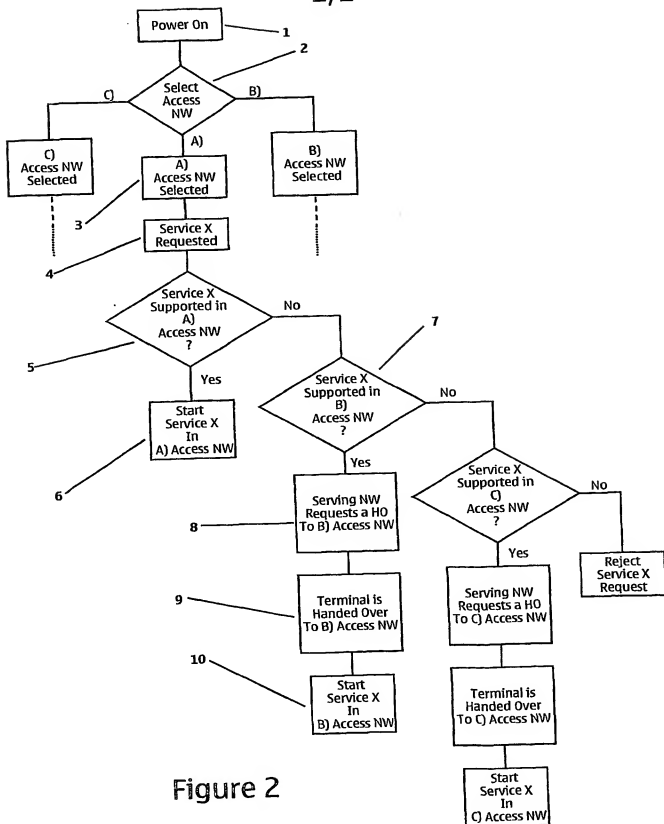 Power On
1
2
Select
Access
NW
C)
B)
A)
C)
Access NW
Selected
A)
Access NW
Selected
B)
Access NW
Selected
3
Service X
Requested
4
Service X
Supported in
A)
Access NW
?
No
5
Yes
7
Start
Service X
In
A) Access NW
6
Service X
Supported in
B)
Access NW
?
No
Yes
Service X
Supported in
C)
Access NW
?
No
Yes
Serving NW
Requests a HO
To B) Access NW
8
Reject
Service X
Request
Serving NW
Requests a HO
To C) Access NW
Terminal is
Handed Over
To B) Access NW
9
10
Start
Service X
In
B) Access NW
Terminal is
Handed Over
To C) Access NW
Start
Service X
In
C) Access NW
Figure 2